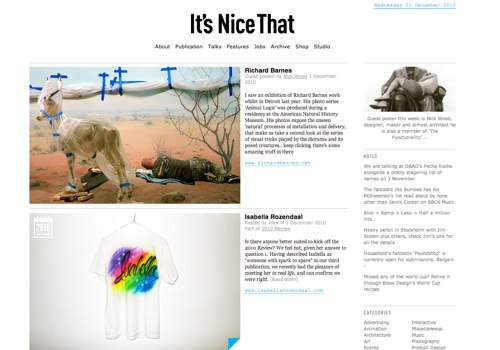 Wednesday 01 December 2010
It's Nice That
About Publication Talks Features Jobs Archive Shop Studio
Richard Barnes
Guest posted by Nick Wood 1 December
2010
I saw an exhibition of Richard Barnes work
whilst in Detroit last year. His photo series
'Animal Logic' was produced during a
residency at the American Natural History
Museum. His photos expose the unseen
'natural' processes of installation and delivery,
that make us take a second look at the series
of visual tricks played by the diorama and its
posed creatures.. keep clicking there's some
amazing stuff in there
www.richardbarnes.net
Isabella Rozendaal
Posted by Alex M 1 December 2010
Part of 2010 Review
Is there anyone better suited to kick off the
2010 Review? We feel not, given her answer to
question 1. Having described Isabella as
"someone with spark to spare" in our third
publication, we recently had the pleasure of
meeting her in real life, and can confirm we
were right. (Read more)
www.isabellarozendaal.com
Guest poster this week is Nick Wood,
designer, maker and almost architect he
is also a member of 'The
Functionality'...
NOTES
We are talking at D&AD's Pecha Kucha
alongside a pretty stagering list of
names on 3 November
The fantastic Jez Burrows has his
McSweeney's list read about by none
other than Jarvis Cocker on BBC6 Music
Bike + Ramp + Lake = Half a million
hits..
Heavy pencil in Stockholm with Jim
Stoten plus others, check Jim's site for
all the details
Household's fantastic 'Poundshop' is
currently open for submissions. Bargain
Missed any of the world cup? Relive it
through Bless Design's World Cup
recipes
CATEGORIES
Advertising
Animation
Architecture
Art
Events
Interactive
Miscellaneous
Music
Photography
Product Design